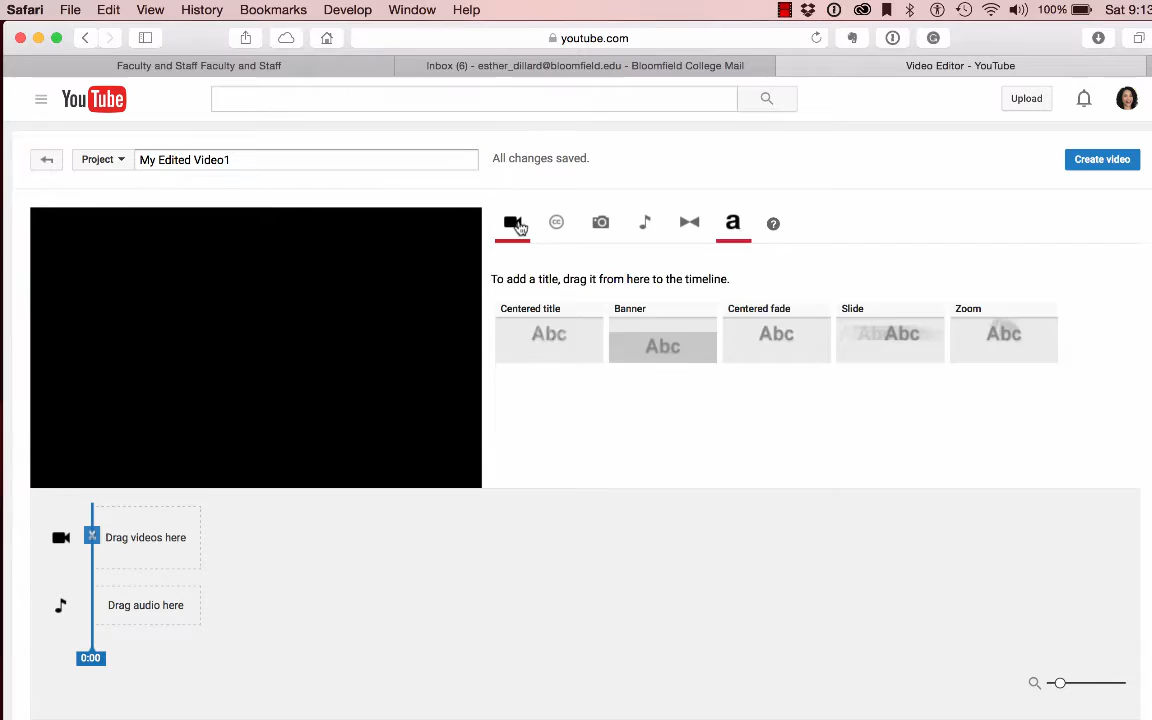 Safari File Edit View History Bookmarks Develop Window Help 100% Sat 9:13
youtube.com
Faculty and Staff Faculty and Staff Inbox (6) - esther_dillard@bloomfield.edu - Bloomfield College Mail Video Editor - YouTube
YouTube Upload
Project My Edited Video1 All changes saved. Create video
cc a ?
To add a title, drag it from here to the timeline.
Centered title Banner Centered fade Slide Zoom
Abc Abc Abc Abc Abc Abc
Drag videos here
Drag audio here
0:00